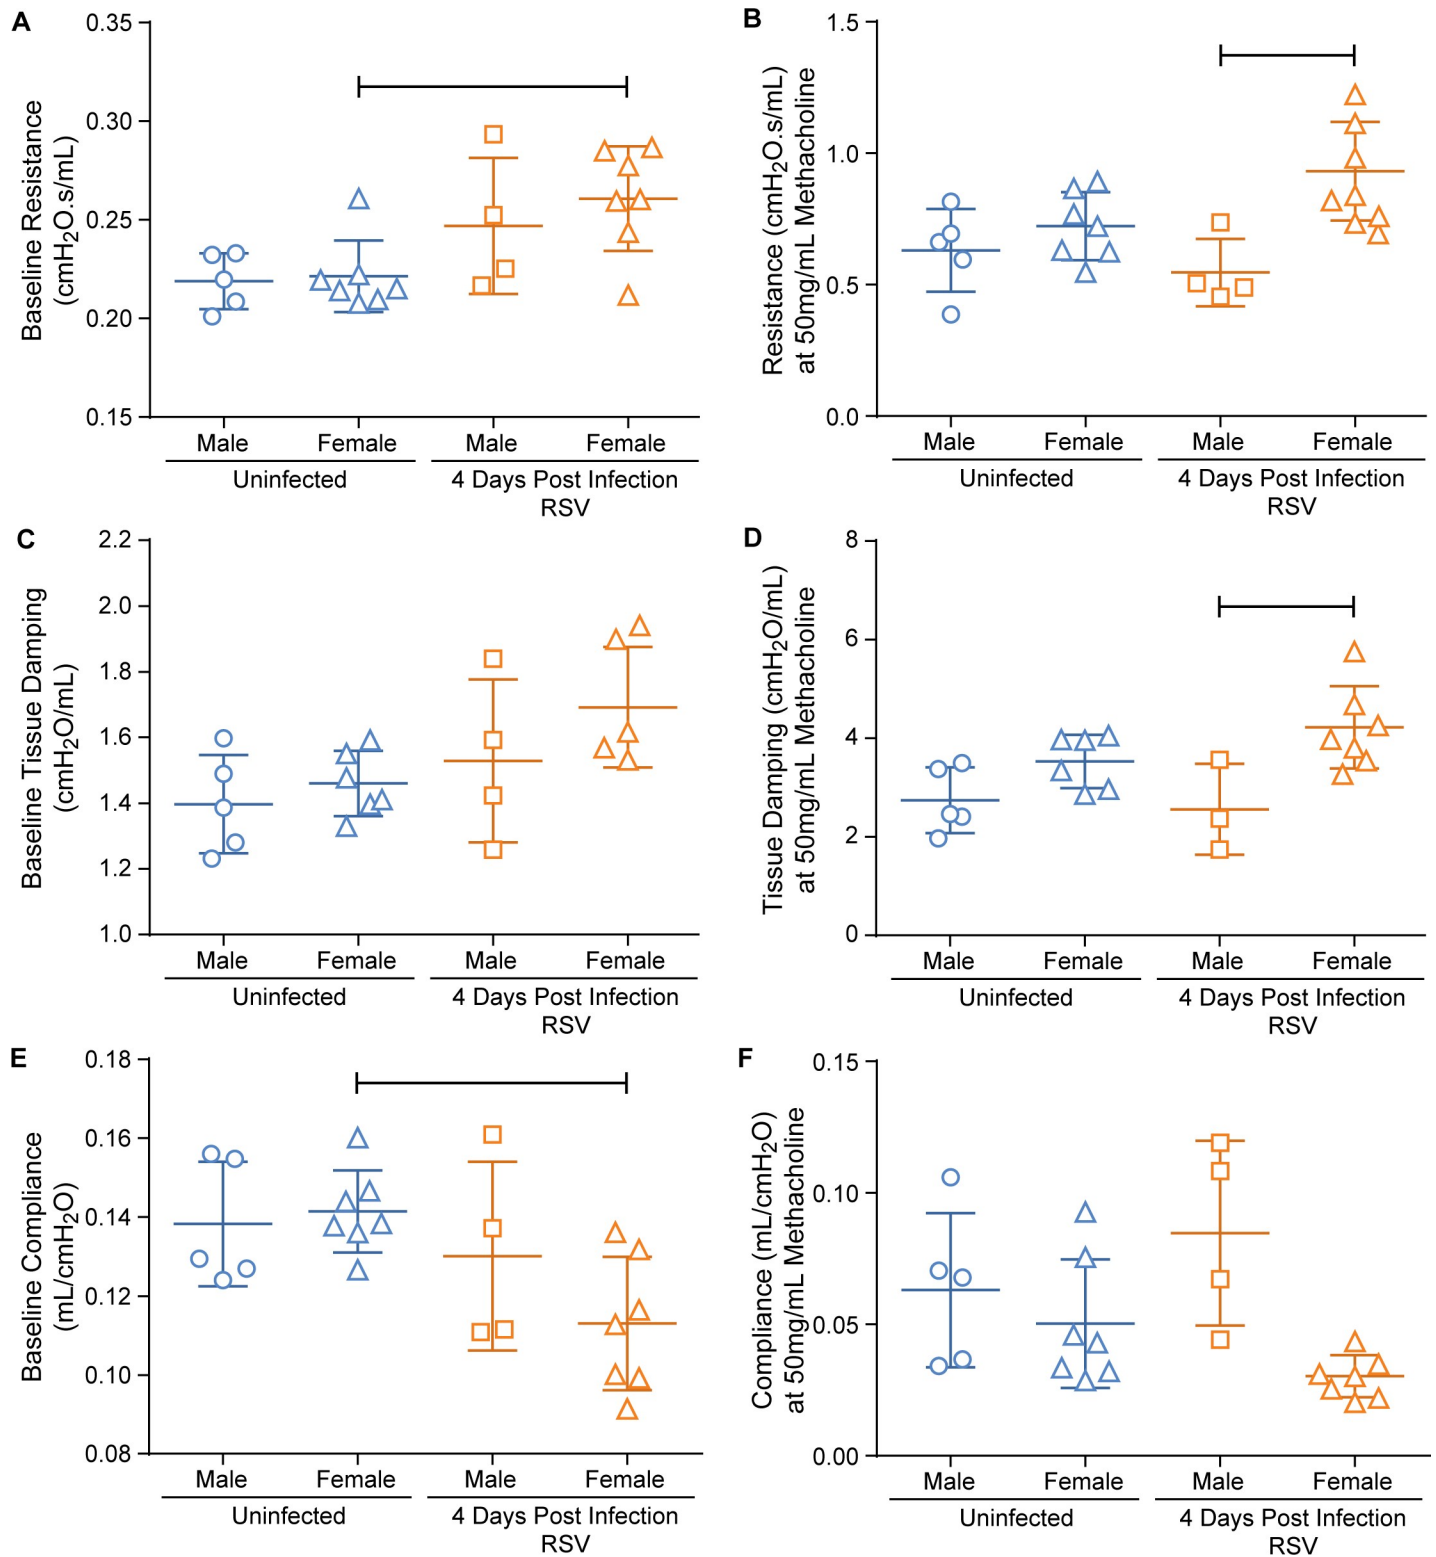 A
Baseline Resistance
(cmH2O.s/mL)
0.35
0.30
0.25
0.20
0.15
Male Female Male Female
Uninfected 4 Days Post Infection
RSV
B
Resistance (cmH2O.s/mL)
at 50mg/mL Methacholine
1.5
1.0
0.5
0.0
Male Female Male Female
Uninfected 4 Days Post Infection
RSV
C
Baseline Tissue Damping
(cmH2O/mL)
2.2
2.0
1.8
1.6
1.4
1.2
1.0
Male Female Male Female
Uninfected 4 Days Post Infection
RSV
D
Tissue Damping (cmH2O/mL)
at 50mg/mL Methacholine
8
6
4
2
0
Male Female Male Female
Uninfected 4 Days Post Infection
RSV
E
Baseline Compliance
(mL/cmH2O)
0.18
0.16
0.14
0.12
0.10
0.08
Male Female Male Female
Uninfected 4 Days Post Infection
RSV
F
Compliance (mL/cmH2O)
at 50mg/mL Methacholine
0.15
0.10
0.05
0.00
Male Female Male Female
Uninfected 4 Days Post Infection
RSV